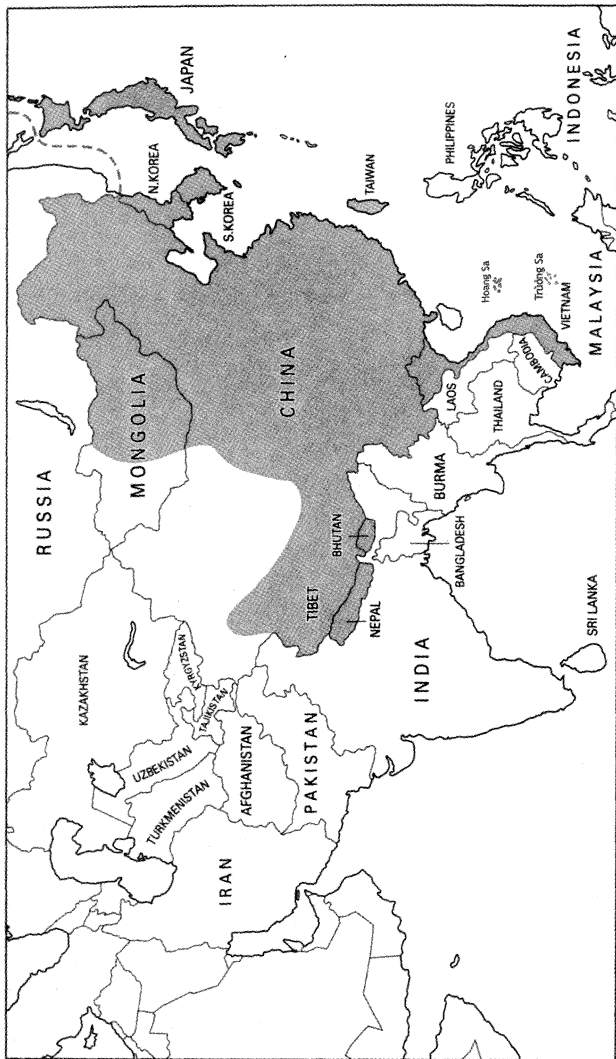 RUSSIA
JAPAN
KAZAKHSTAN
MONGOLIA
N.KOREA
S.KOREA
UZBEKISTAN
KYRGYZSTAN
TURKMENISTAN
TAJIKISTAN
CHINA
AFGHANISTAN
TIBET
IRAN
PAKISTAN
NEPAL
BHUTAN
TAIWAN
INDIA
BANGLADESH
BURMA
LAOS
THAILAND
CAMBODIA
VIETNAM
Hoang Sa
Trường Sa
PHILIPPINES
SRI LANKA
MALAYSIA
INDONESIA